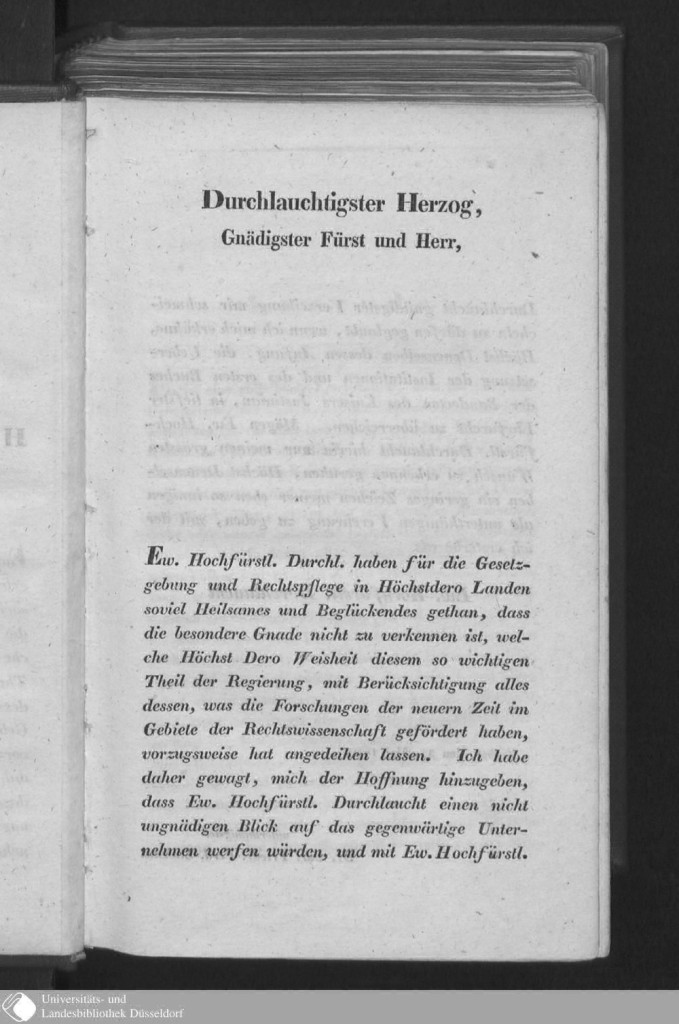 Durchlauchtigster Herzog,
Gnädigster Fürst und Herr,
Ew. Hochfürstl. Durchl. haben für die Gesetz-
gebung und Rechtspflege in Höchstdero Landen
soviel Heilsames und Beglückendes gethan, dass
die besondere Gnade nicht zu verkennen ist, wel-
che Höchst Dero Weisheit diesem so wichtigen
Theil der Regierung, mit Berücksichtigung alles
dessen, was die Forschungen der neuern Zeit im
Gebiete der Rechtswissenschaft gefördert haben,
vorzugsweise hat angedeihen lassen. Ich habe
daher gewagt, mich der Hoffnung hinzugeben,
dass Ew. Hochfürstl. Durchlaucht einen nicht
ungnädigen Blick auf das gegenwärtige Unter-
nehmen werfen würden, und mit Ew. Hochfürstl.
Universitäts- und
Landesbibliothek Düsseldorf